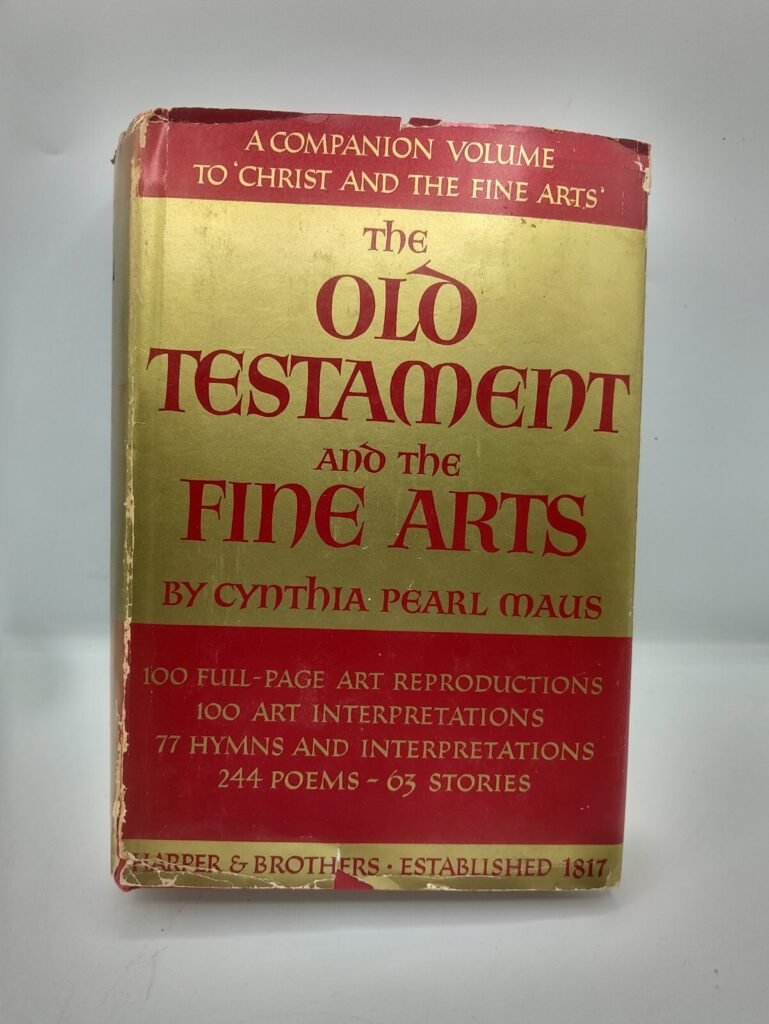 A COMPANION VOLUME
TO 'CHRIST AND THE FINE ARTS'
THE
OLD
TESTAMENT
AND THE
FINE ARTS
BY CYNTHIA PEARL MAUS
100 FULL-PAGE ART REPRODUCTIONS
100 ART INTERPRETATIONS
77 HYMNS AND INTERPRETATIONS
244 POEMS - 63 STORIES
HARPER & BROTHERS • ESTABLISHED 1817